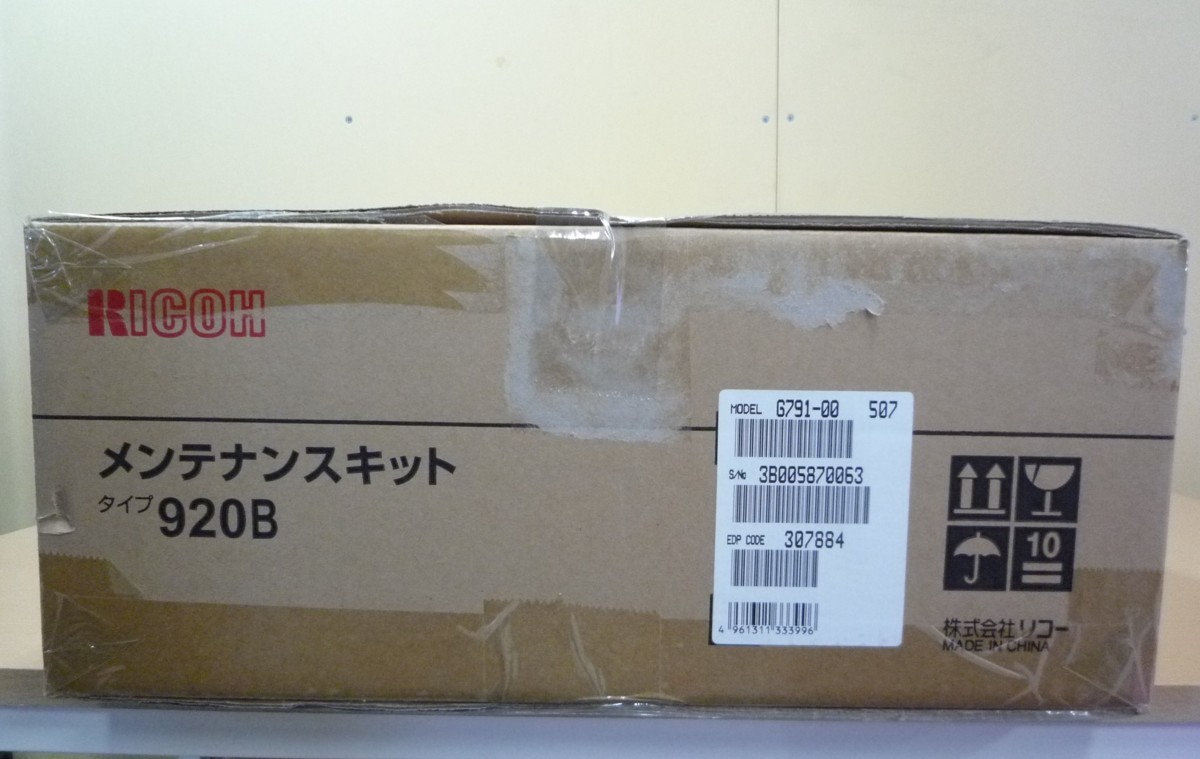 RICOH
メンテナンスキット
タイプ 920B
MODEL G791-00 507
S/No 3B005870063
EDP CODE 307884
4 961311 333996
10
株式会社リコー
MADE IN CHINA